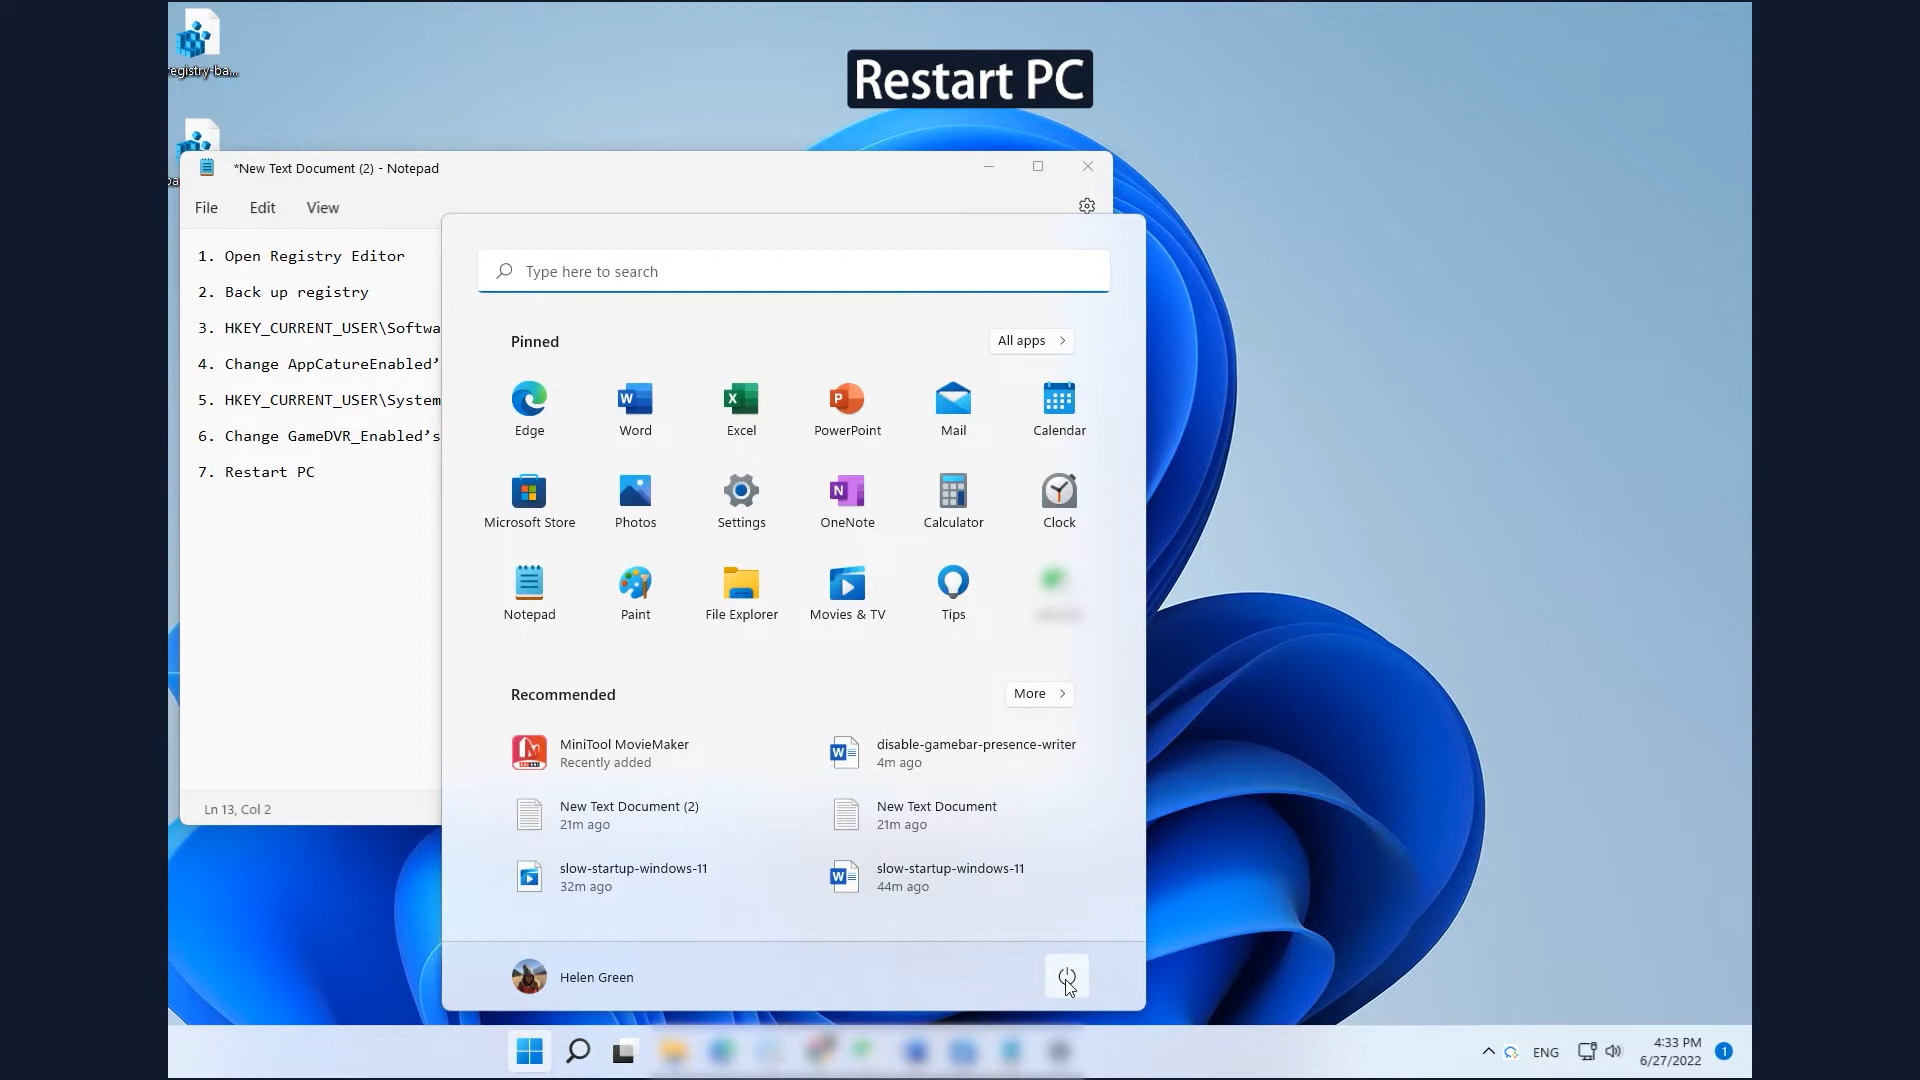 registry-ba...
Restart PC
*New Text Document (2) - Notepad
File Edit View
1. Open Registry Editor
2. Back up registry
3. HKEY_CURRENT_USER\Softwa
4. Change AppCatureEnabled’
5. HKEY_CURRENT_USER\System
6. Change GameDVR_Enabled’s
7. Restart PC
Ln 13, Col 2
Type here to search
Pinned
All apps
Edge Word Excel PowerPoint Mail Calendar
Microsoft Store Photos Settings OneNote Calculator Clock
Notepad Paint File Explorer Movies & TV Tips
Recommended
More
MiniTool MovieMaker
Recently added
disable-gamebar-presence-writer
4m ago
New Text Document (2)
21m ago
New Text Document
21m ago
slow-startup-windows-11
32m ago
slow-startup-windows-11
44m ago
Helen Green
ENG
4:33 PM
6/27/2022
1